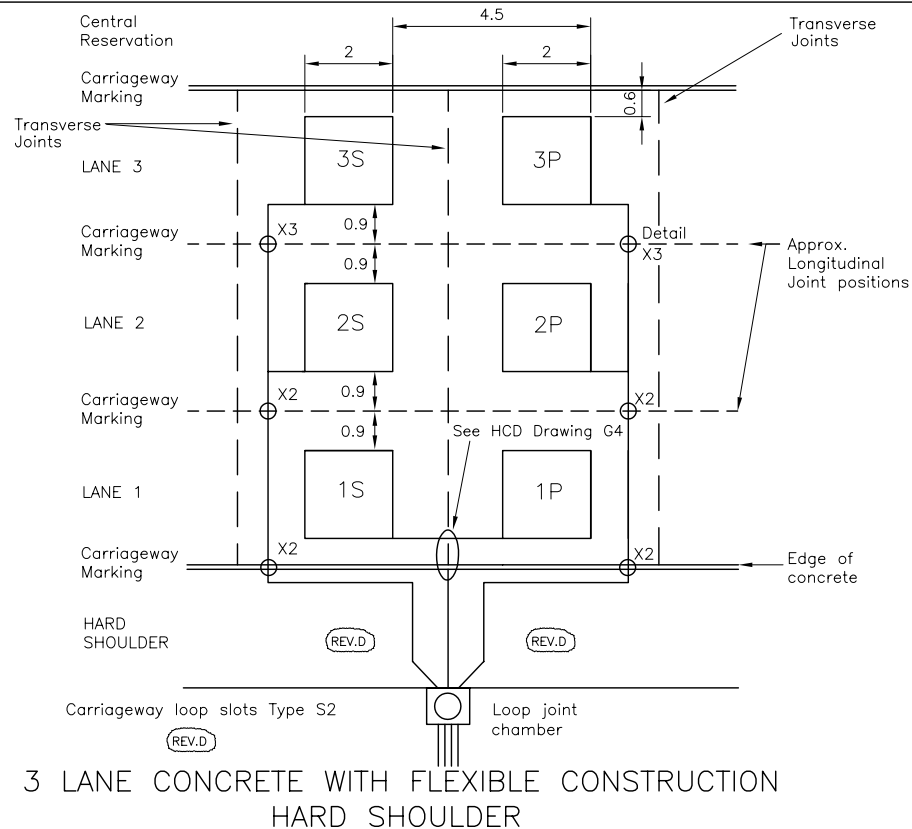 Central
Reservation
4.5
Transverse
Joints
2
2
Carriageway
Marking
0.6
Transverse
Joints
LANE 3
3S
3P
Carriageway
Marking
X3
0.9
0.9
Detail
X3
Approx.
Longitudinal
Joint positions
LANE 2
2S
2P
Carriageway
Marking
X2
0.9
0.9
X2
See HCD Drawing G4
LANE 1
1S
1P
Carriageway
Marking
X2
X2
Edge of
concrete
HARD
SHOULDER
REV.D
REV.D
Carriageway loop slots Type S2
REV.D
Loop joint
chamber
3 LANE CONCRETE WITH FLEXIBLE CONSTRUCTION
HARD SHOULDER